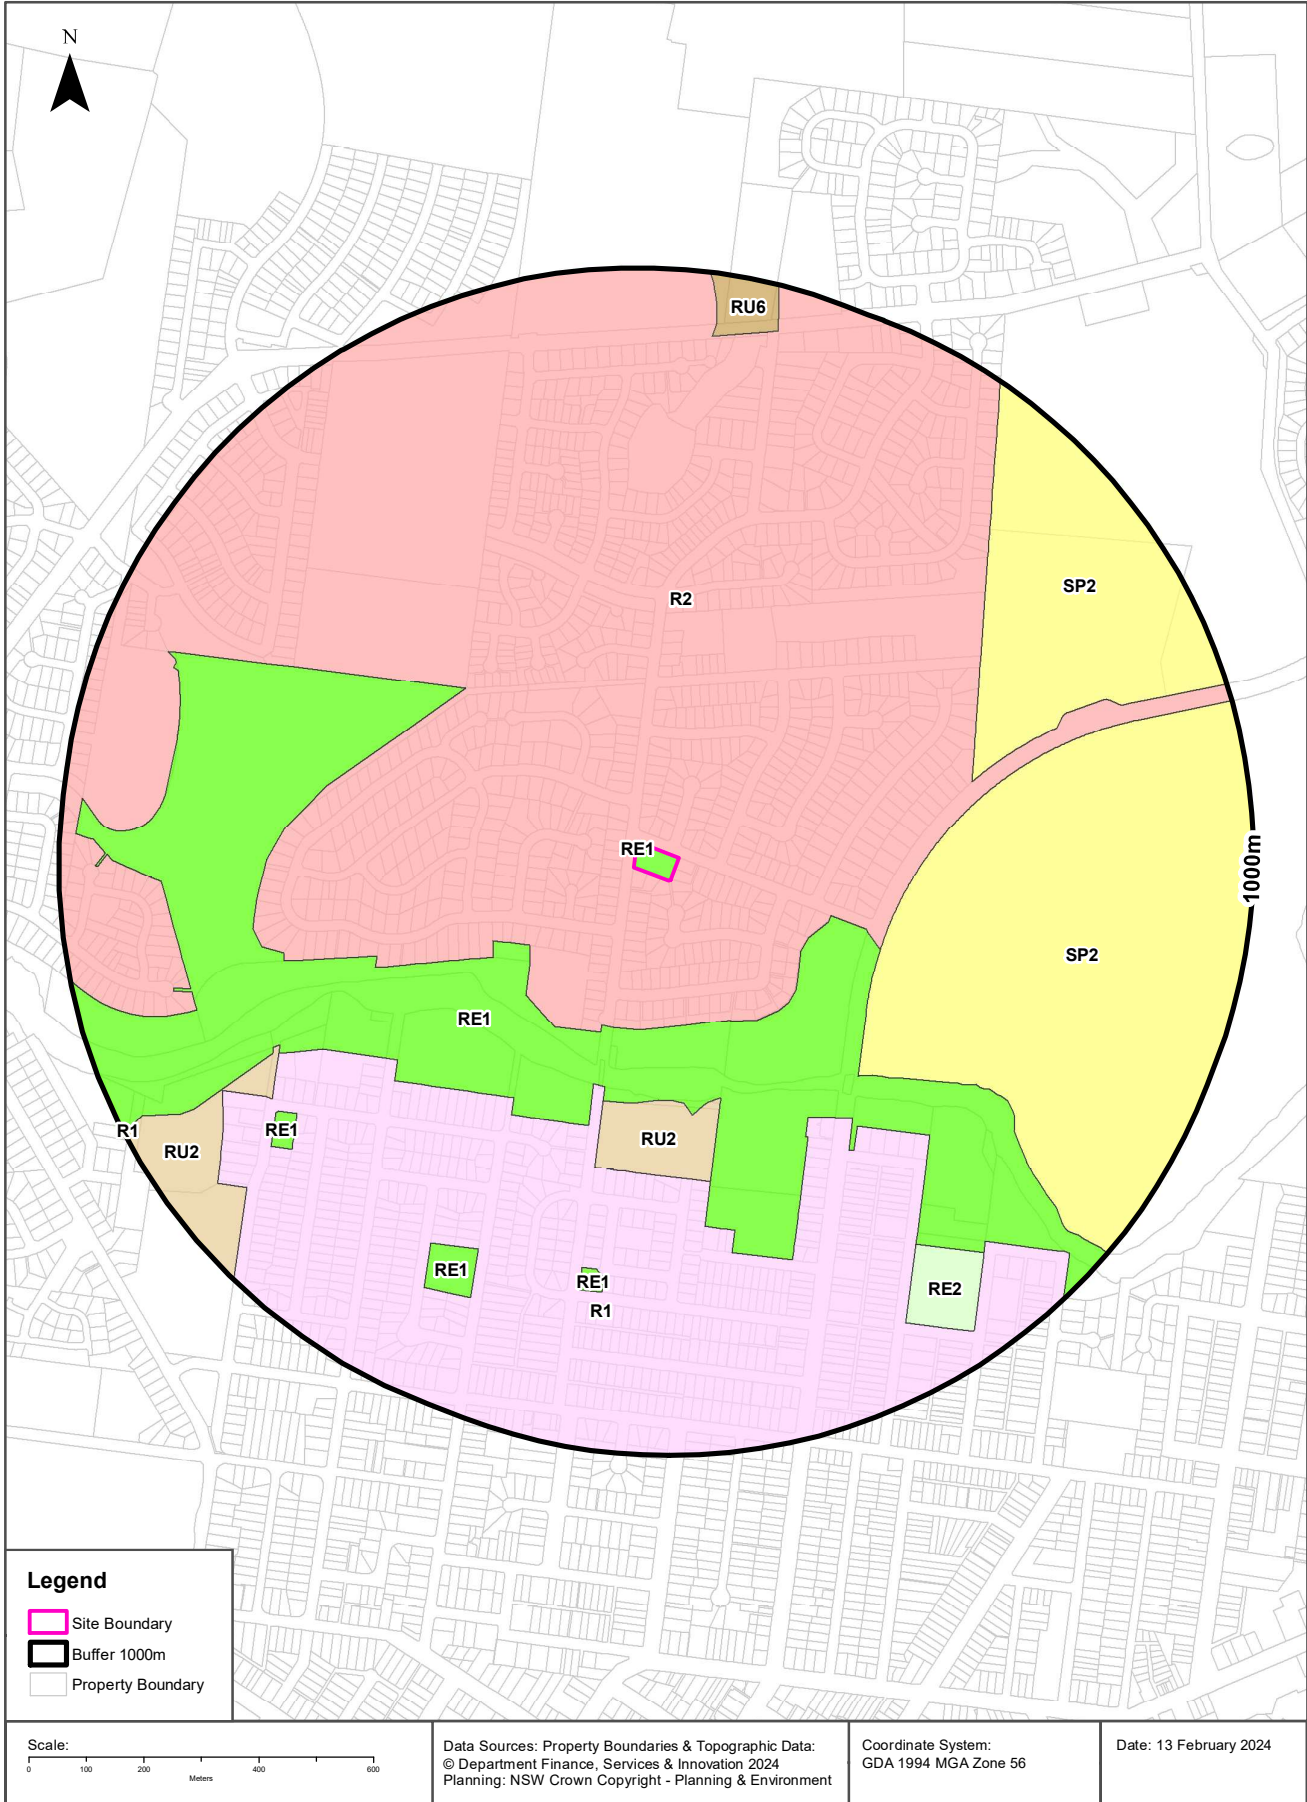 N
RU6
R2
SP2
RE1
1000m
SP2
RE1
R1
RU2
RE1
RU2
RE1
RE1
R1
RE2
Legend
Site Boundary
Buffer 1000m
Property Boundary
Scale:
0 100 200 400 600
Meters
Data Sources: Property Boundaries & Topographic Data:
© Department Finance, Services & Innovation 2024
Planning: NSW Crown Copyright - Planning & Environment
Coordinate System:
GDA 1994 MGA Zone 56
Date: 13 February 2024